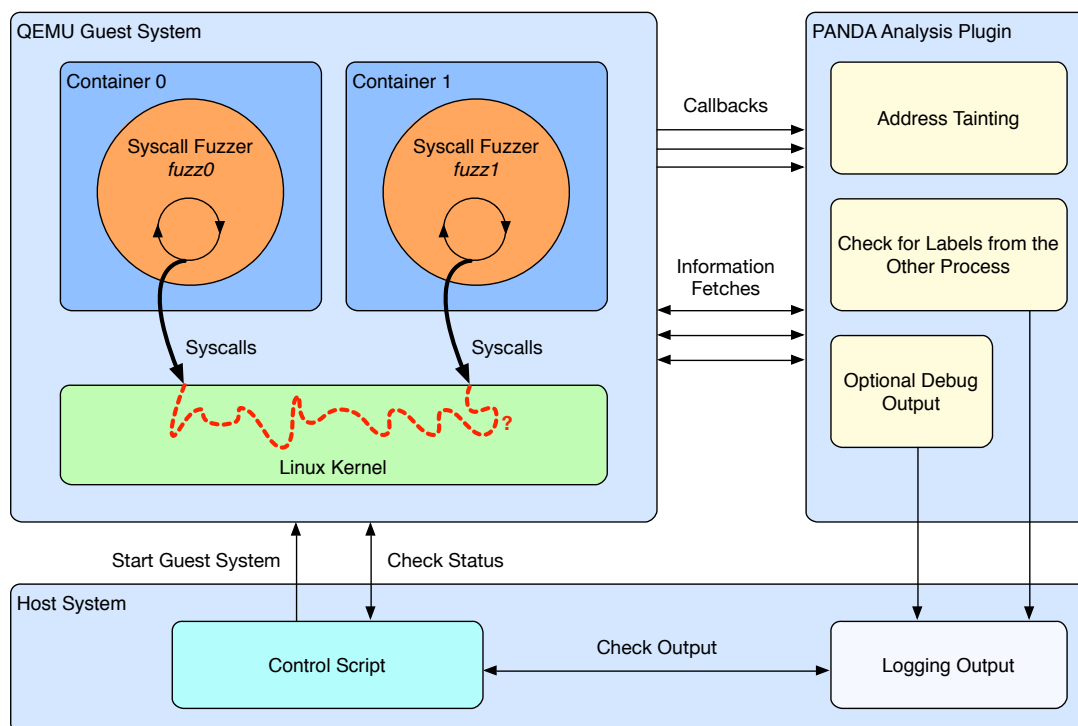 QEMU Guest System
Container 0
Syscall Fuzzer
fuzz0
Syscalls
Container 1
Syscall Fuzzer
fuzz1
Syscalls
?
Linux Kernel
Callbacks
Information
Fetches
PANDA Analysis Plugin
Address Tainting
Check for Labels from the
Other Process
Optional Debug
Output
Start Guest System
Check Status
Host System
Control Script
Check Output
Logging Output